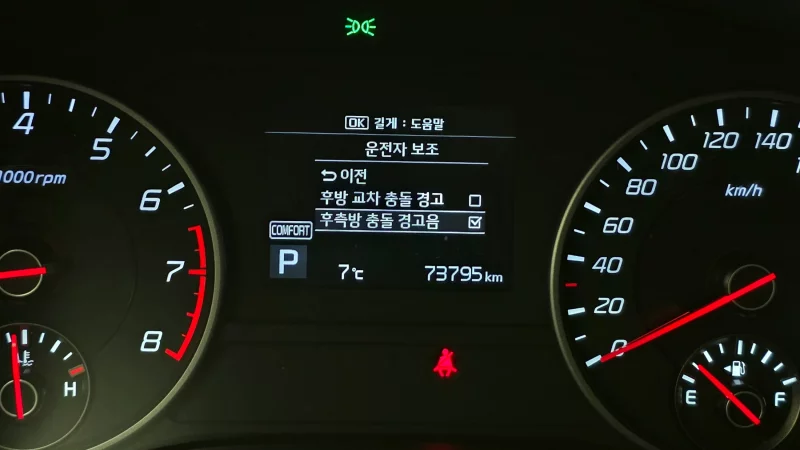 OK 길게 : 도움말
운전자 보조
이전
후방 교차 충돌 경고
후측방 충돌 경고음
COMFORT
P
7℃ 73795 km
4
5
6
7
8
1000 rpm
H
0
20
40
60
80
100
120
140
km/h
E F